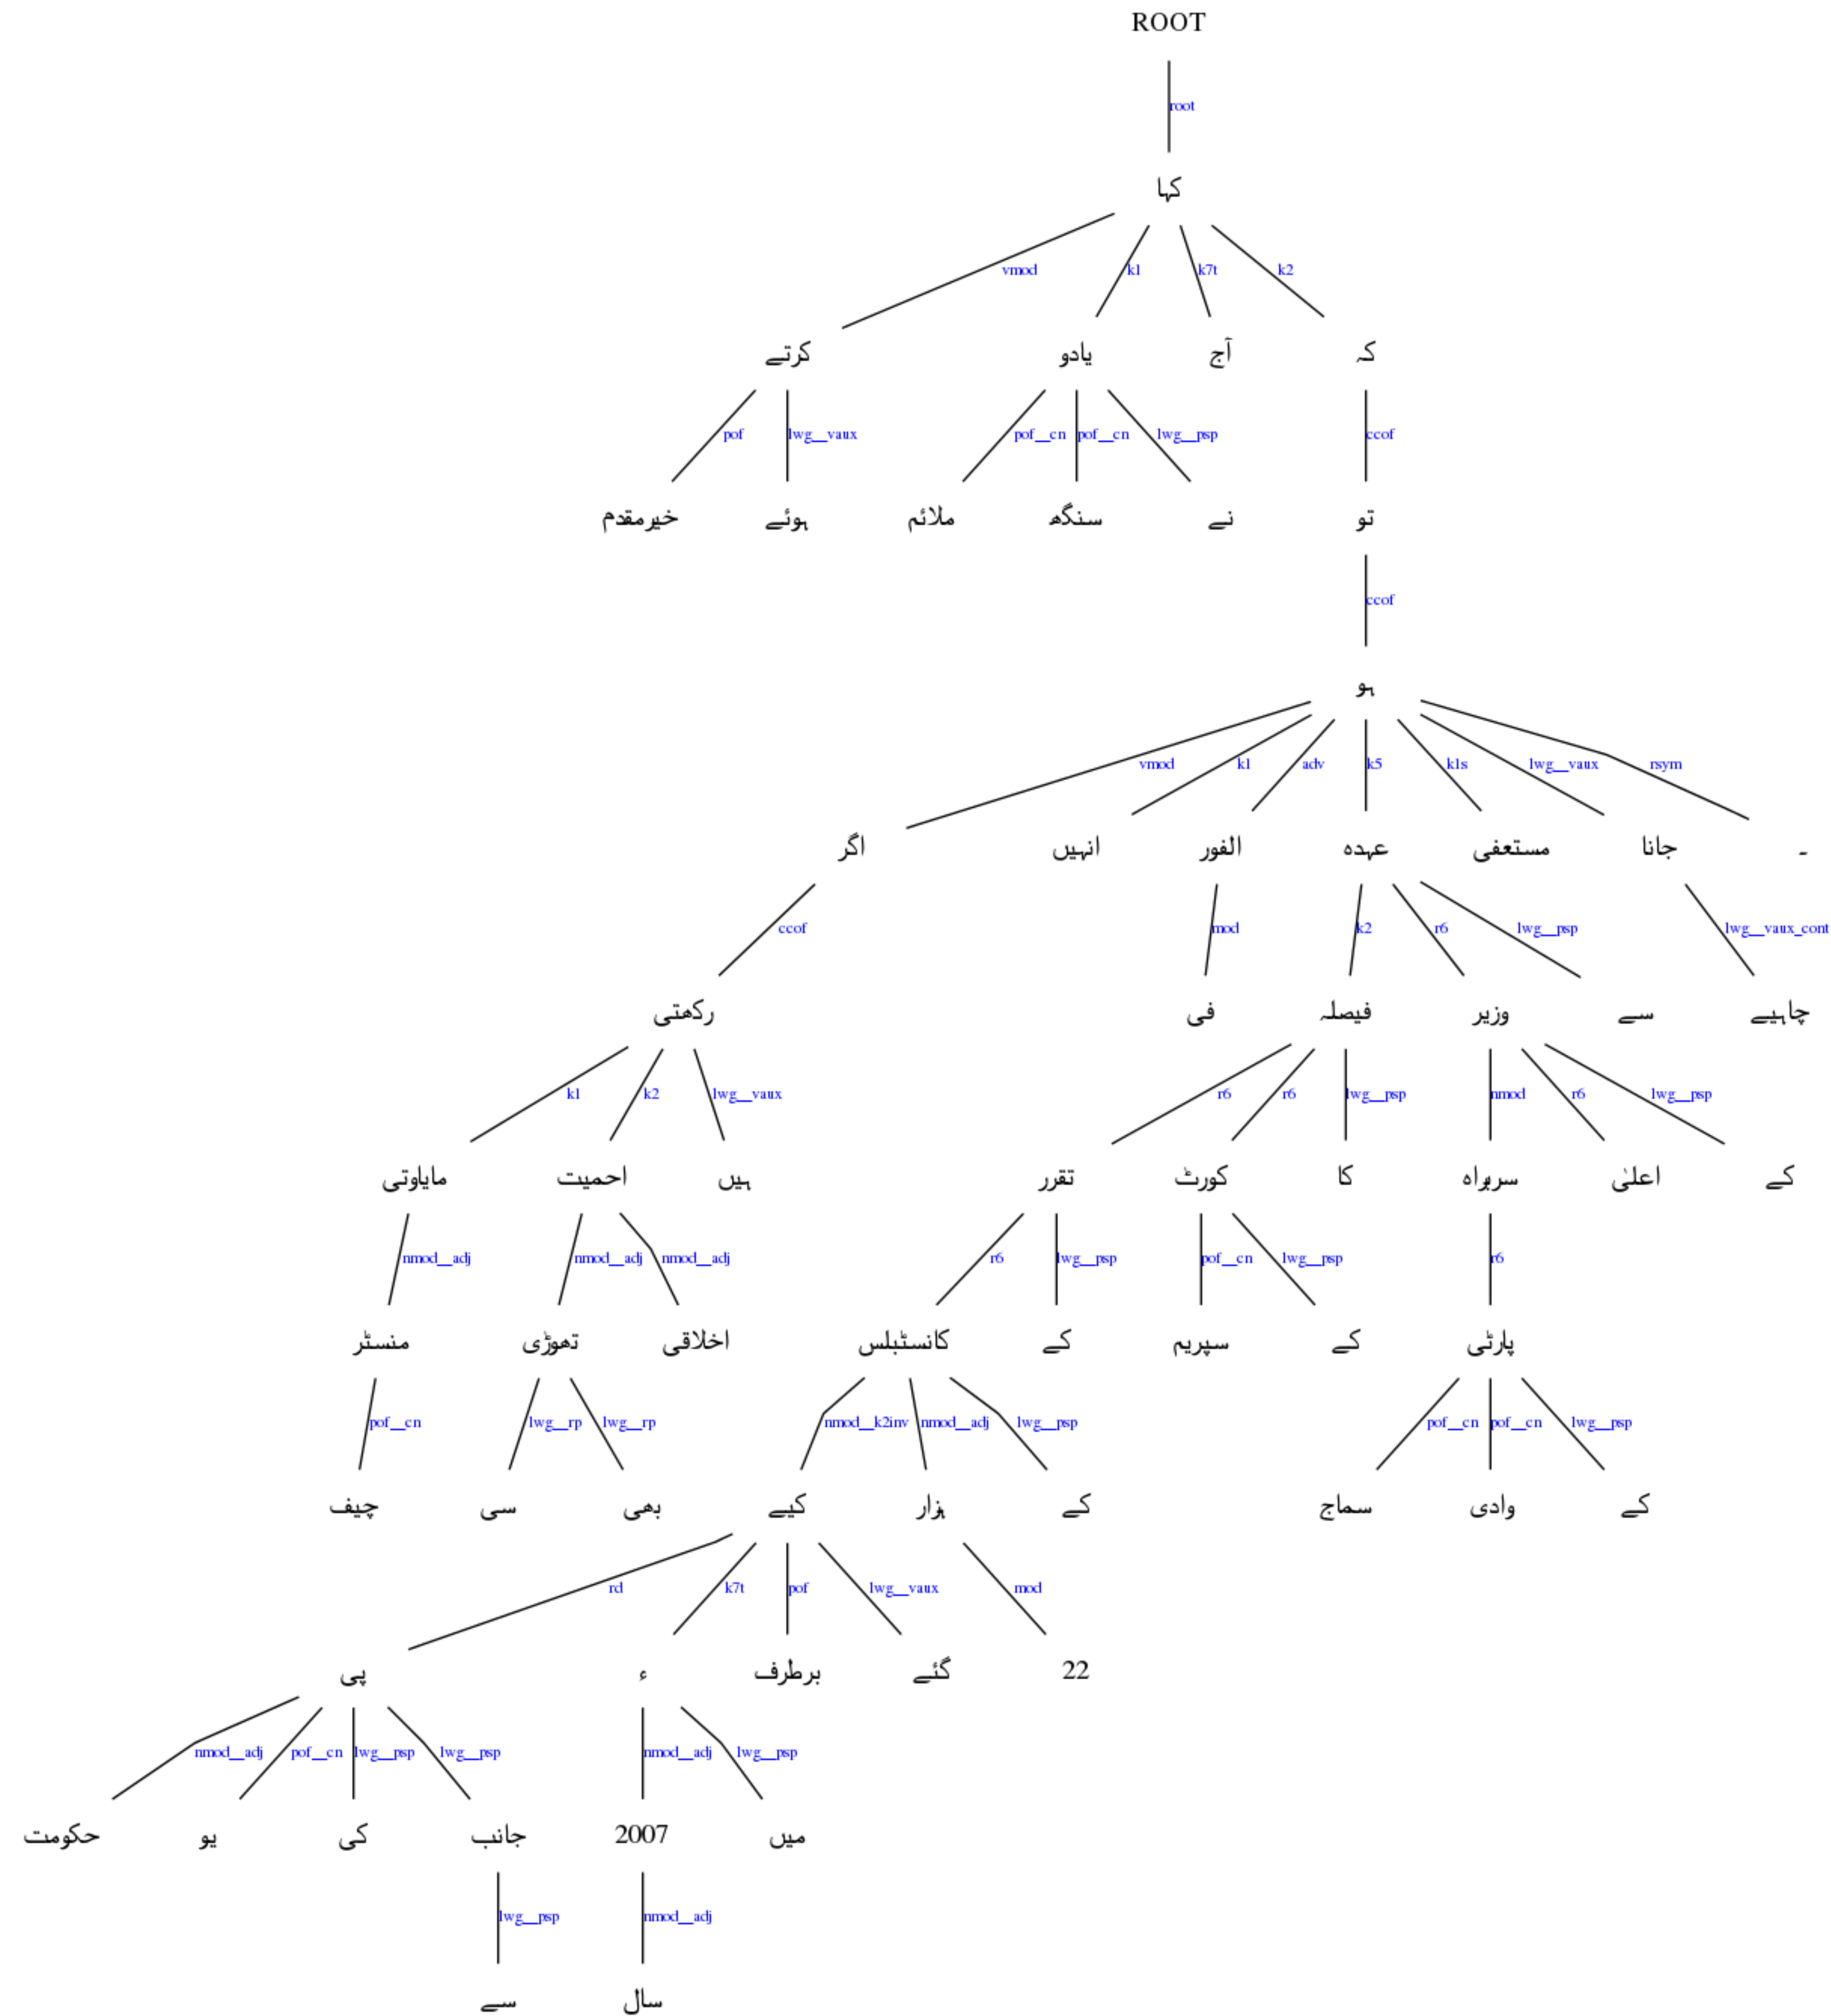 ROOT
root
کہا
vmod k1 k7t k2
کرتے یادو آج کہ
pof lwg__vaux pof__cn pof__cn lwg__psp ccof
خیرمقدم ہوئے ملائم سنگھ نے تو
ccof
ہو
vmod k1 adv k5 k1s lwg__vaux rsym
اگر انہیں الفور عہدہ مستعفی جانا ۔
ccof mod k2 r6 lwg__psp lwg__vaux_cont
رکھتی فی فیصلہ وزیر سے چاہیے
k1 k2 lwg__vaux r6 r6 lwg__psp nmod r6 lwg__psp
مایاوتی احمیت ہیں تقرر کورٹ کا سربراہ اعلیٰ کے
nmod__adj nmod__adj nmod__adj r6 lwg__psp pof__cn lwg__psp r6
منسٹر تھوڑی اخلاقی کانسٹبلس کے سپریم کے پارٹی
pof__cn lwg__rp lwg__rp nmod__k2inv nmod__adj lwg__psp pof__cn pof__cn lwg__psp
چیف سی بھی کیے ہزار کے سماج وادی کے
rd k7t pof lwg__vaux mod
پی ء برطرف گئے 22
nmod__adj pof__cn lwg__psp lwg__psp nmod__adj lwg__psp
حکومت یو کی جانب 2007 میں
lwg__psp nmod__adj
سے سال